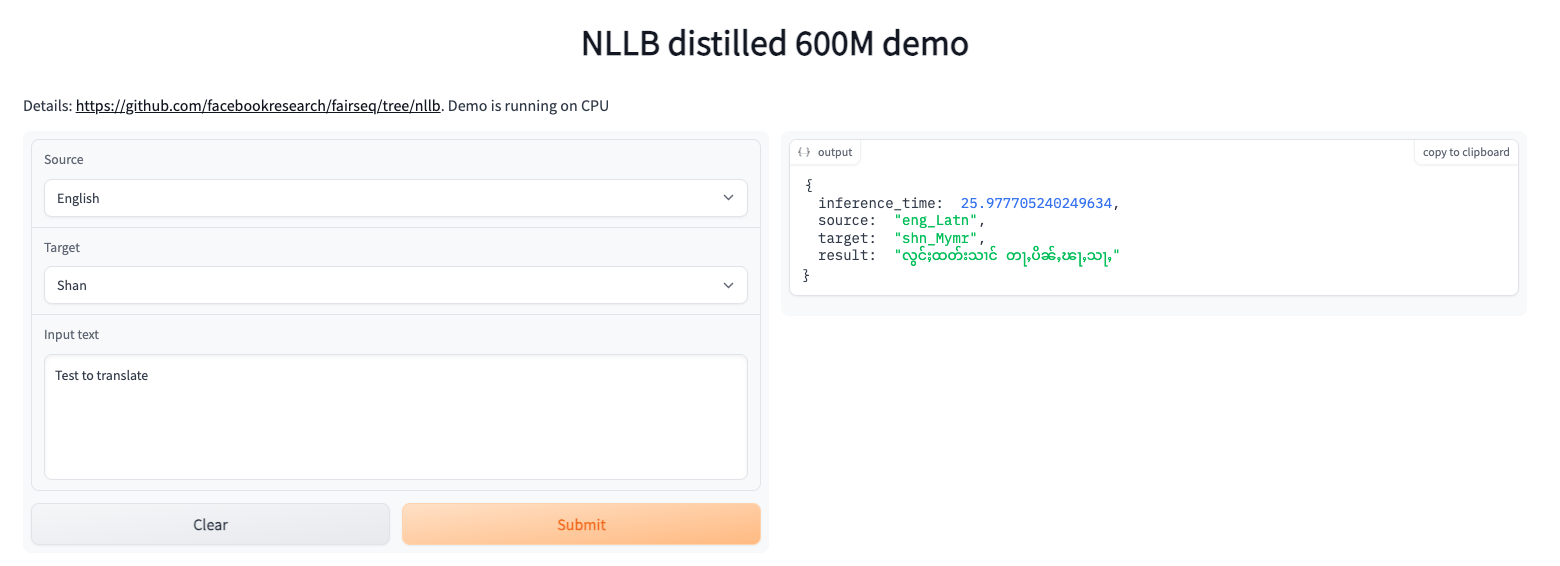 NLLB distilled 600M demo
Details: https://github.com/facebookresearch/fairseq/tree/nllb. Demo is running on CPU
Source
English
Target
Shan
Input text
Test to translate
Clear
Submit
output
copy to clipboard
{
inference_time: 25.977705240249634,
source: "eng_Latn",
target: "shn_Mymr",
result: "လွင်ႈထတ်းသၢင် တႃႇပိၼ်ႇၽႃႇသႃႇ"
}